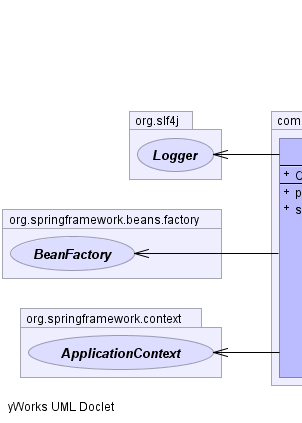 org.slf4j
com
Logger
+
+ p
+ s
org.springframework.beans.factory
BeanFactory
org.springframework.context
ApplicationContext
yWorks UML Doclet